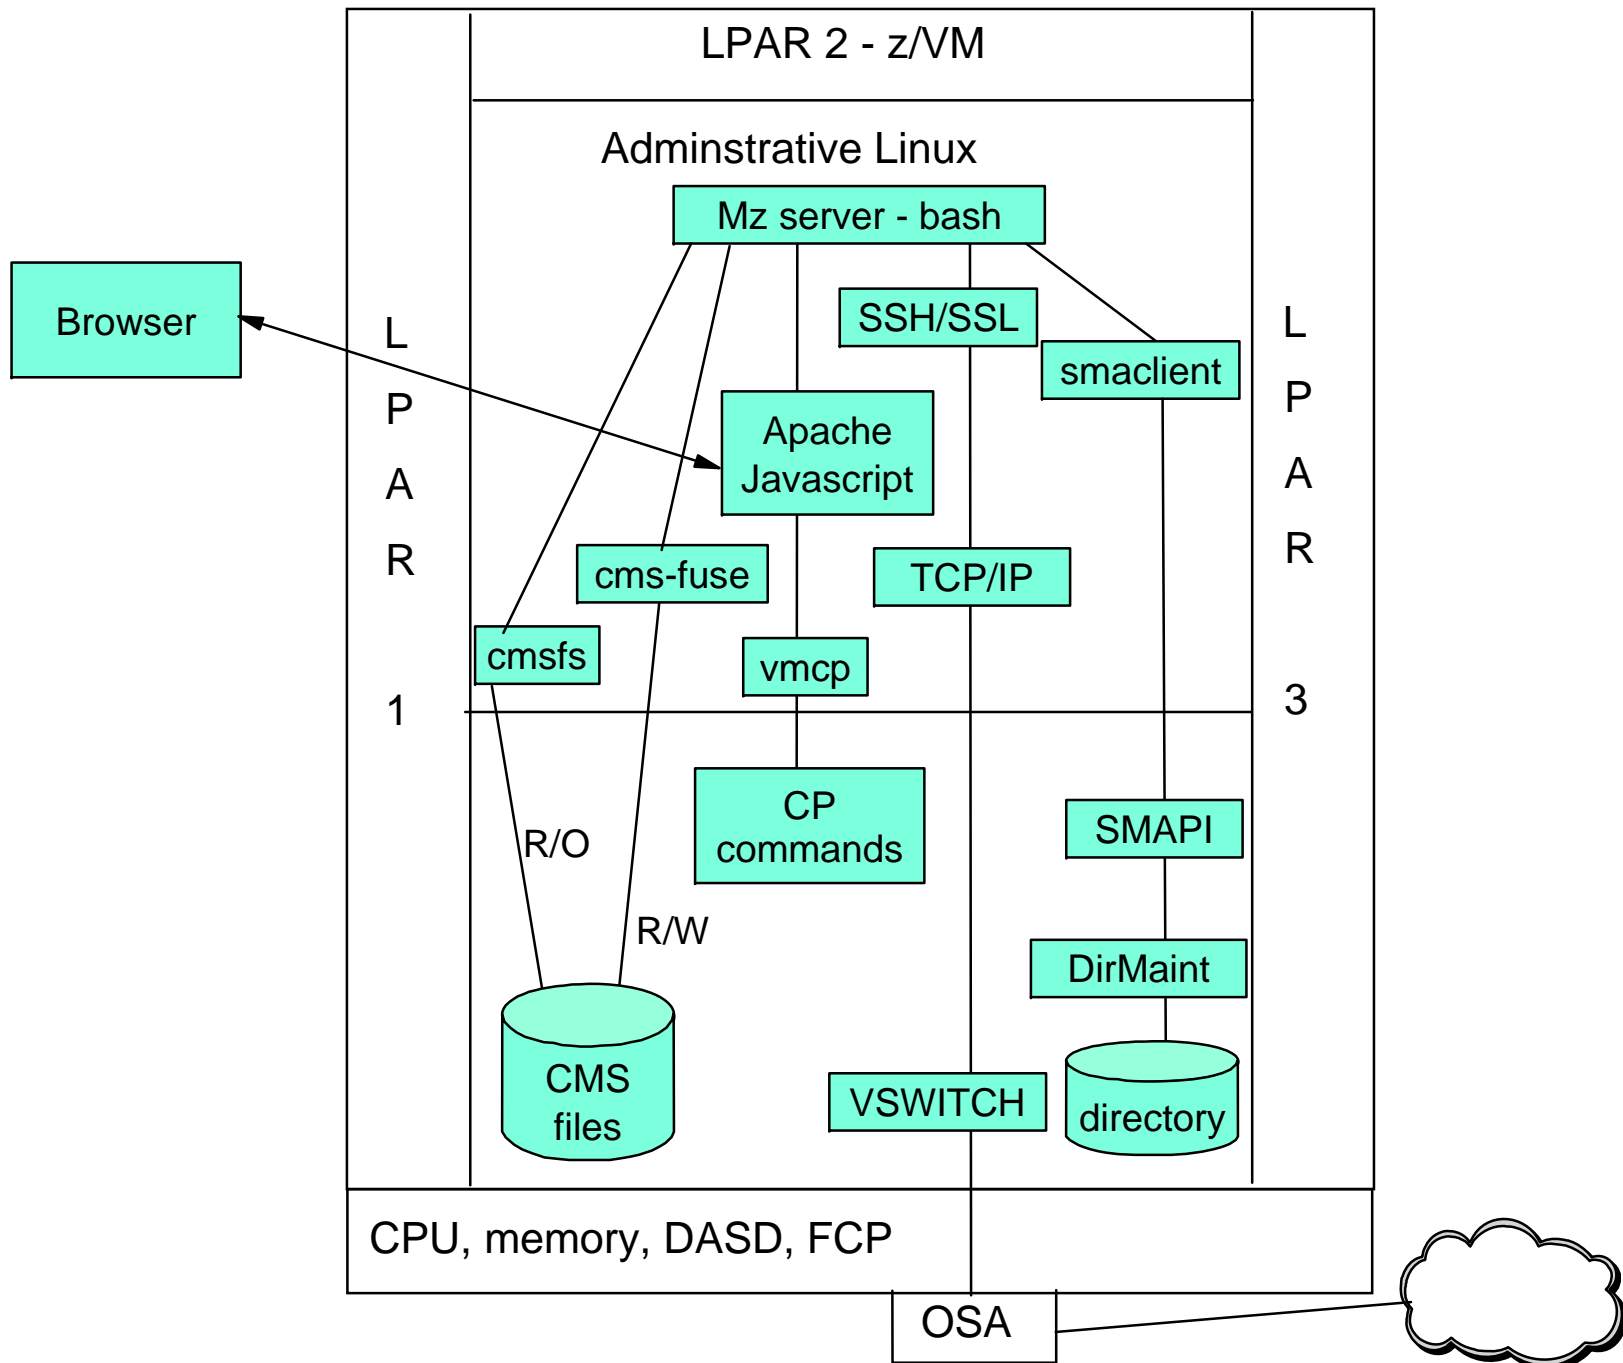 LPAR 2 - z/VM
Adminstrative Linux
Mz server - bash
Browser
L
P
A
R
1
SSH/SSL
smaclient
L
P
A
R
3
Apache
Javascript
cms-fuse
TCP/IP
cmsfs
vmcp
CP
commands
R/O
R/W
SMAPI
DirMaint
CMS
files
VSWITCH
directory
CPU, memory, DASD, FCP
OSA